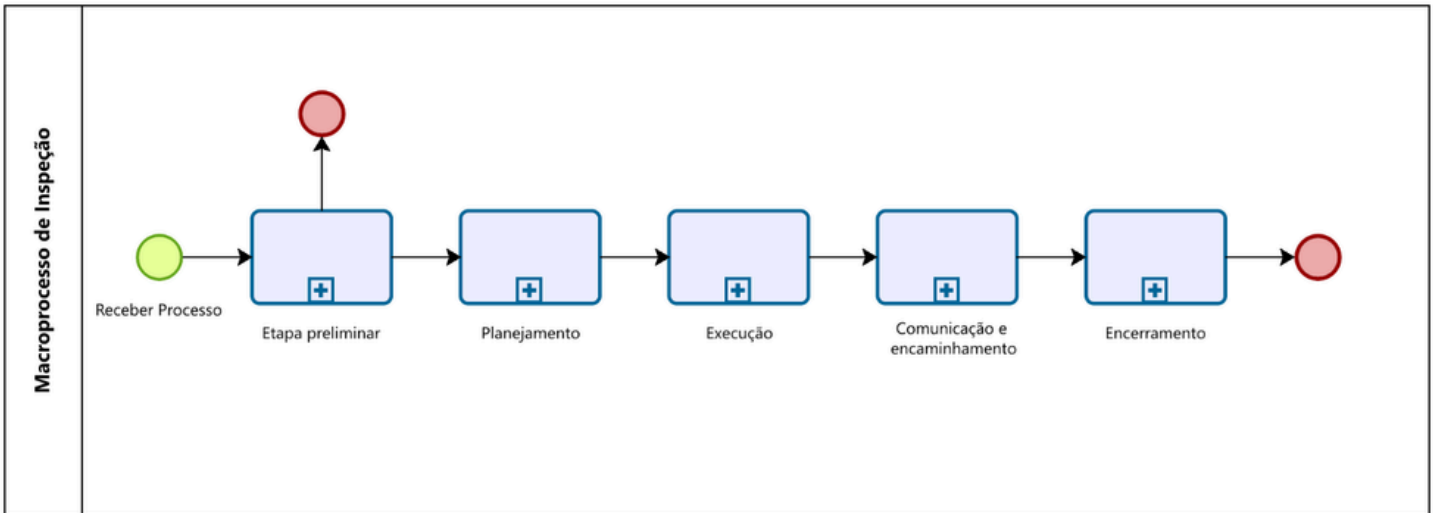 Macroprocesso de Inspeção
Receber Processo
Etapa preliminar
Planejamento
Execução
Comunicação e
encaminhamento
Encerramento